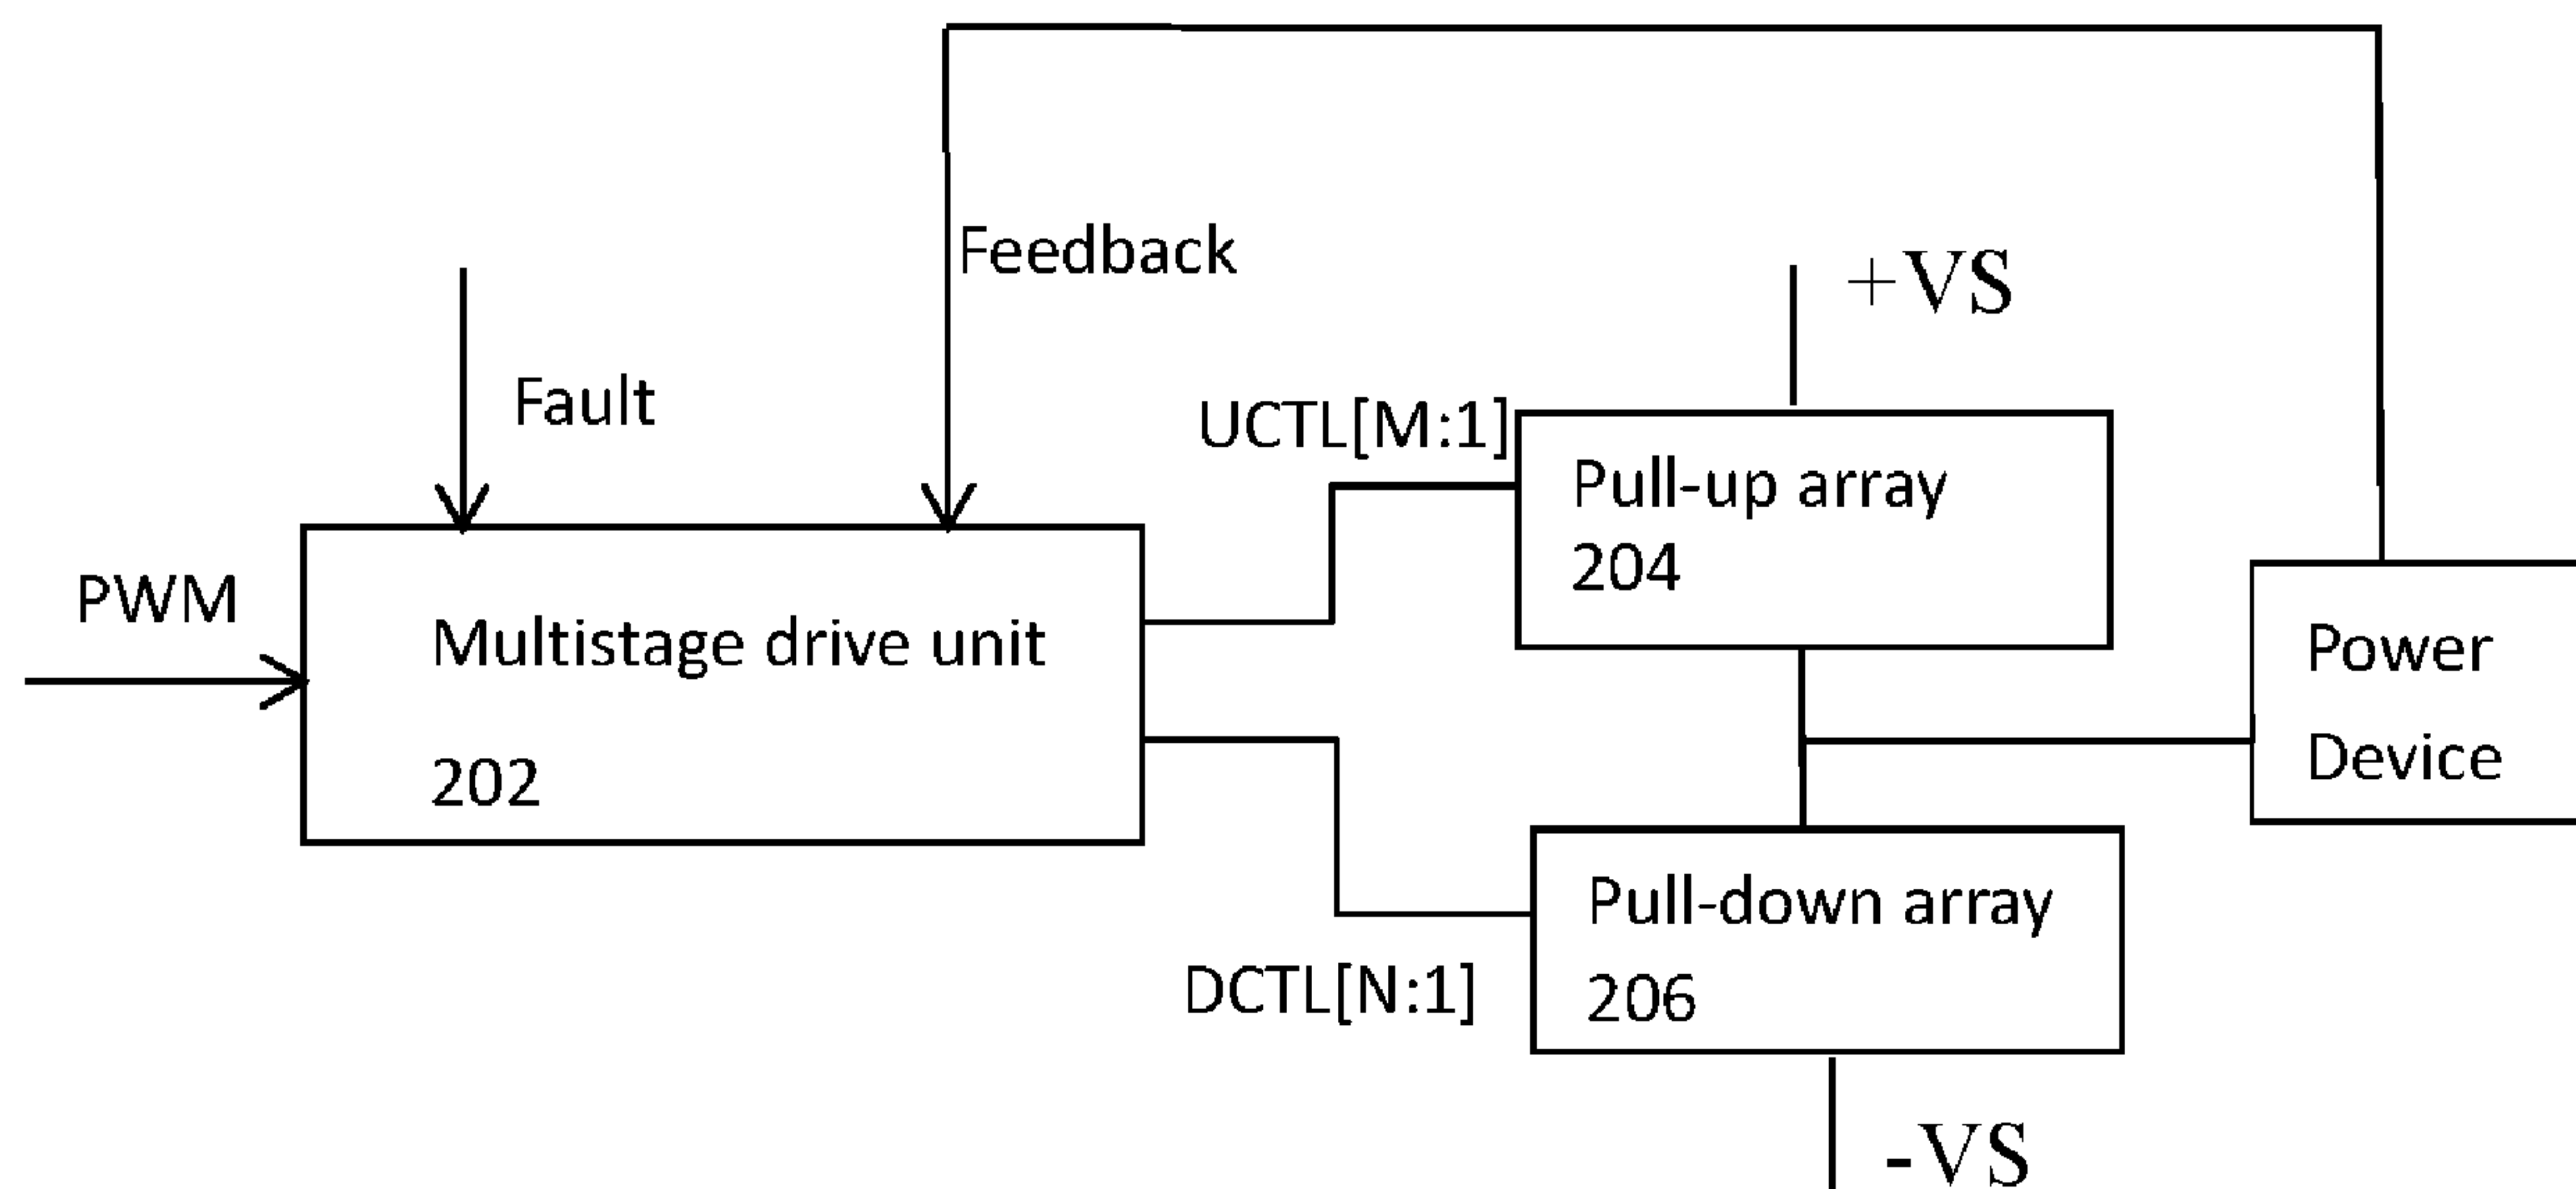 Feedback
+VS
Fault
UCTL[M:1]
Pull-up array
204
PWM
Multistage drive unit
202
Power
Device
Pull-down array
206
DCTL[N:1]
-VS